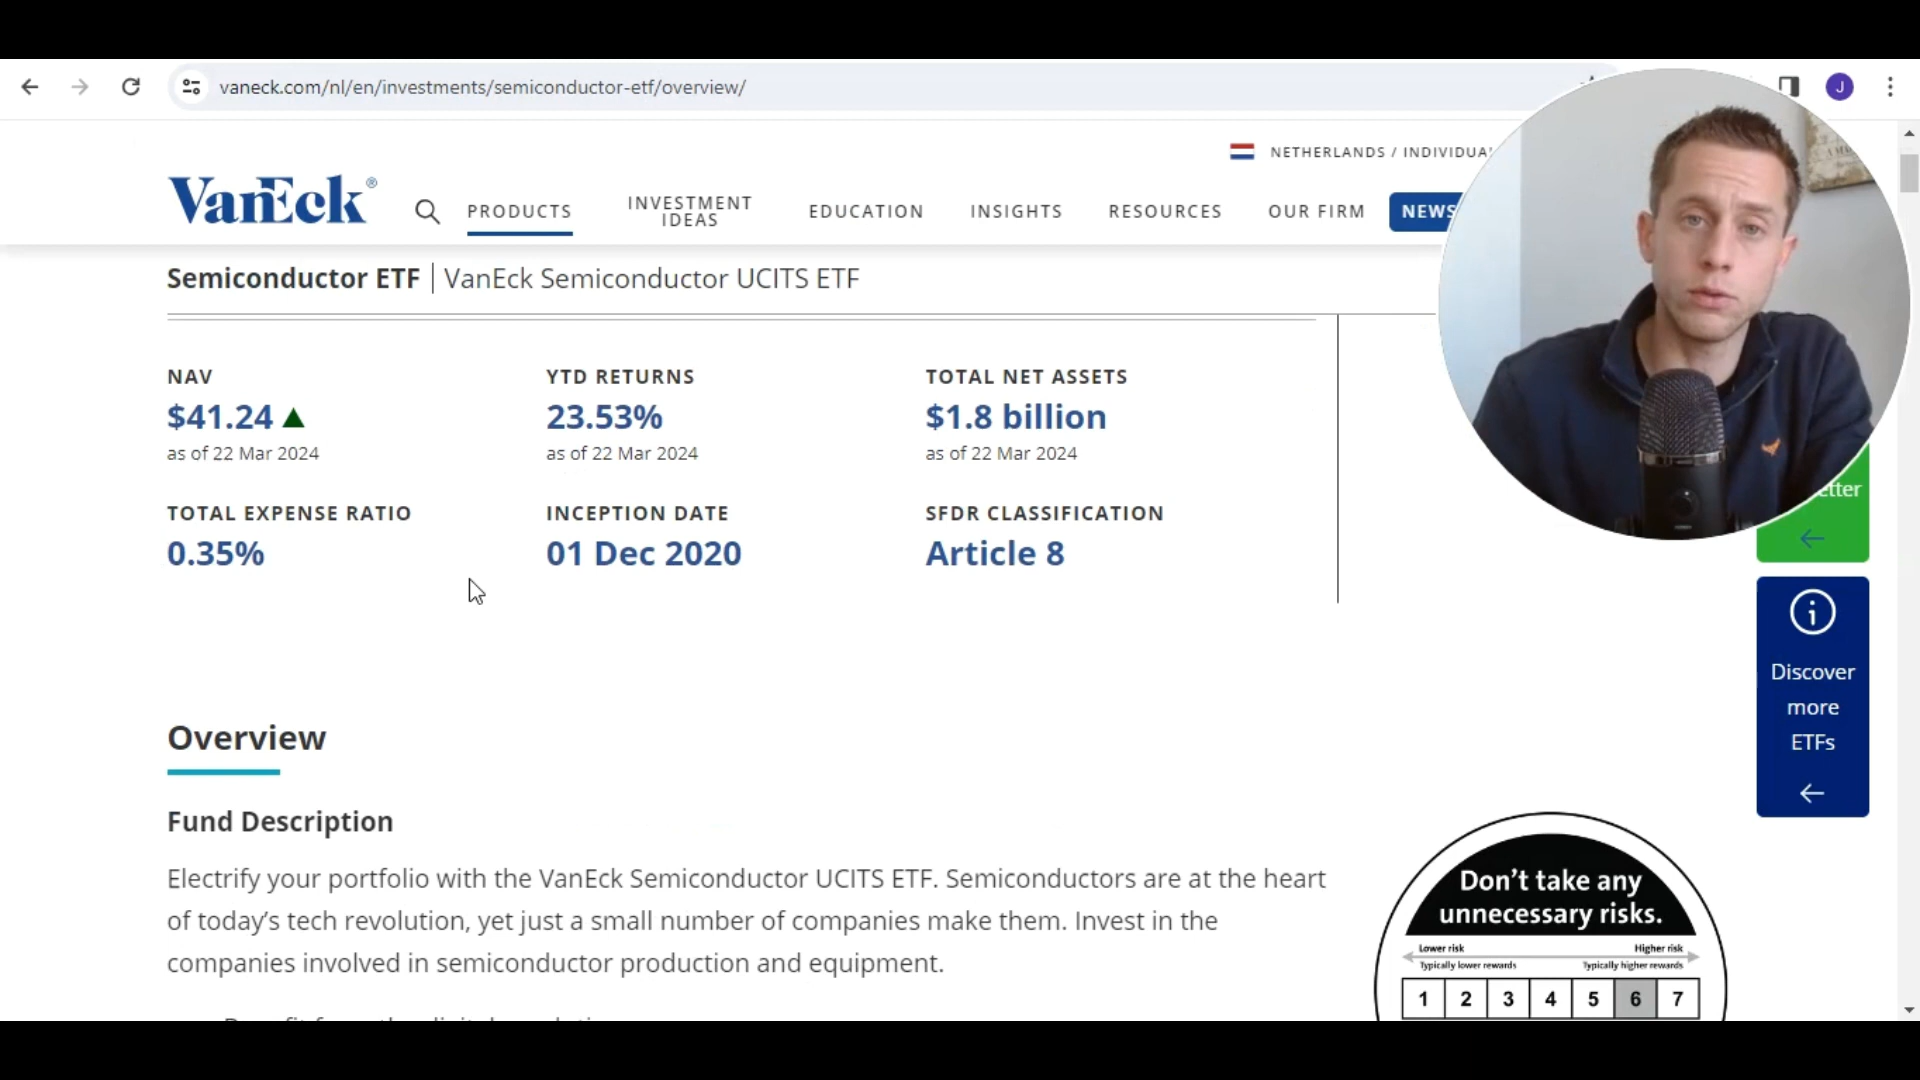 vaneck.com/nl/en/investments/semiconductor-etf/overview/
J
NETHERLANDS / INDIVIDUAL
VanEck®
PRODUCTS
INVESTMENT
IDEAS
EDUCATION
INSIGHTS
RESOURCES
OUR FIRM
NEWS
Semiconductor ETF | VanEck Semiconductor UCITS ETF
NAV
$41.24
as of 22 Mar 2024
YTD RETURNS
23.53%
as of 22 Mar 2024
TOTAL NET ASSETS
$1.8 billion
as of 22 Mar 2024
TOTAL EXPENSE RATIO
0.35%
INCEPTION DATE
01 Dec 2020
SFDR CLASSIFICATION
Article 8
etter
Discover
more
ETFs
Overview
Fund Description
Electrify your portfolio with the VanEck Semiconductor UCITS ETF. Semiconductors are at the heart
of today's tech revolution, yet just a small number of companies make them. Invest in the
companies involved in semiconductor production and equipment.
Don't take any
unnecessary risks.
Lower risk
Higher risk
Typically lower rewards
Typically higher rewards
1 2 3 4 5 6 7